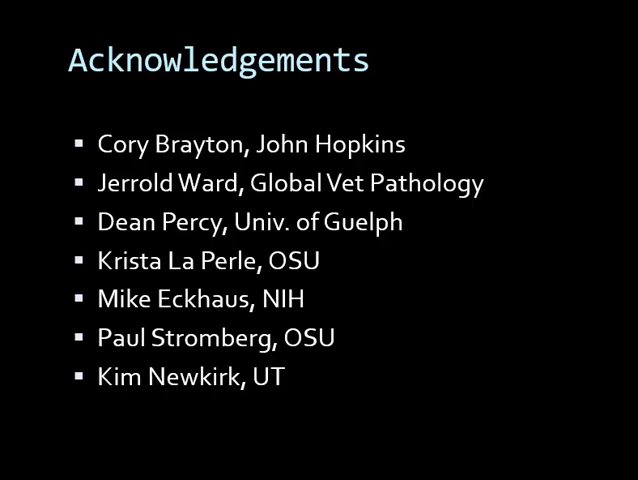 Acknowledgements
▪ Cory Brayton, John Hopkins
▪ Jerrold Ward, Global Vet Pathology
▪ Dean Percy, Univ. of Guelph
▪ Krista La Perle, OSU
▪ Mike Eckhaus, NIH
▪ Paul Stromberg, OSU
▪ Kim Newkirk, UT